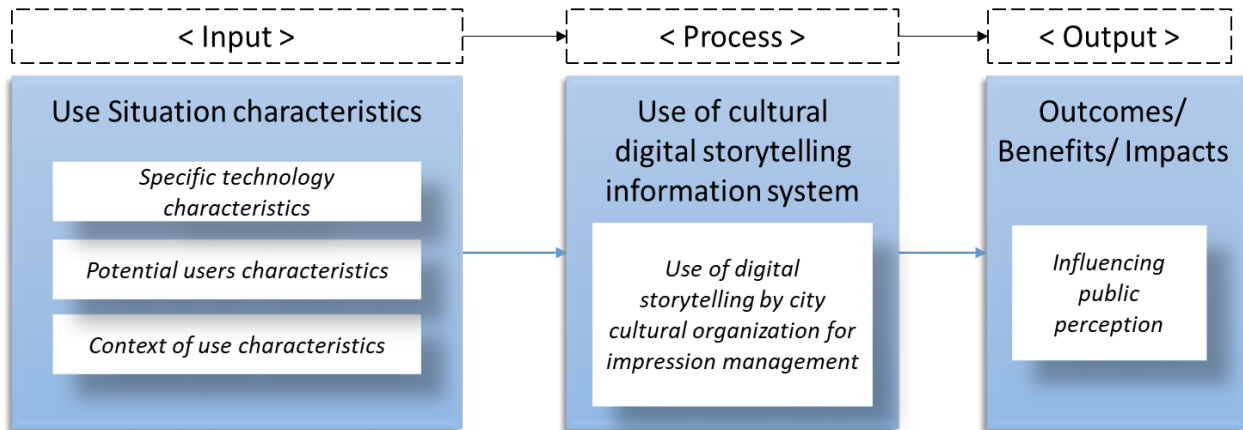 < Input >
< Process >
< Output >
Use Situation characteristics
Specific technology
characteristics
Potential users characteristics
Context of use characteristics
Use of cultural
digital storytelling
information system
Use of digital
storytelling by city
cultural organization for
impression management
Outcomes/
Benefits/ Impacts
Influencing
public
perception